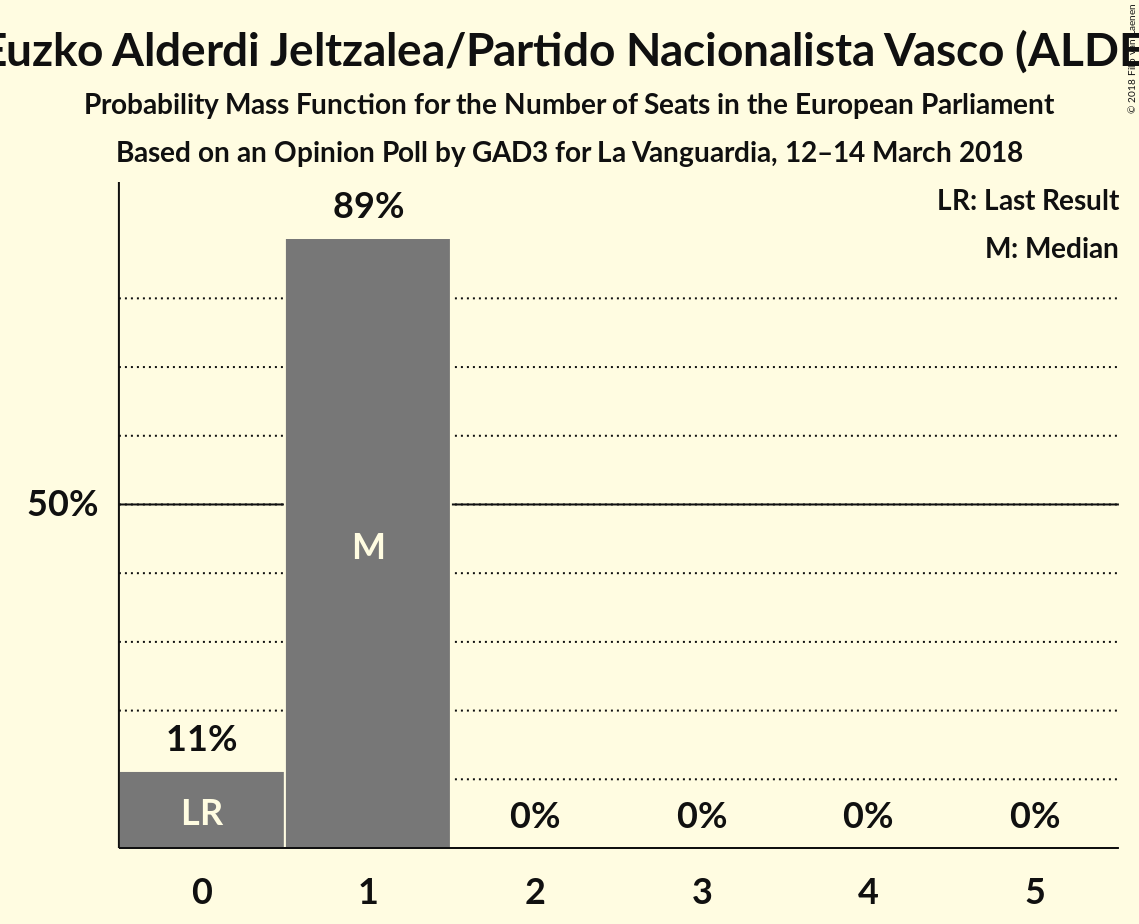 Euzko Alderdi Jeltzalea/Partido Nacionalista Vasco (ALDE
Probability Mass Function for the Number of Seats in the European Parliament
Based on an Opinion Poll by GAD3 for La Vanguardia, 12–14 March 2018
© 2018
LR: Last Result
M: Median
89%
50%
M
11%
LR
0% 0% 0% 0%
0 1 2 3 4 5